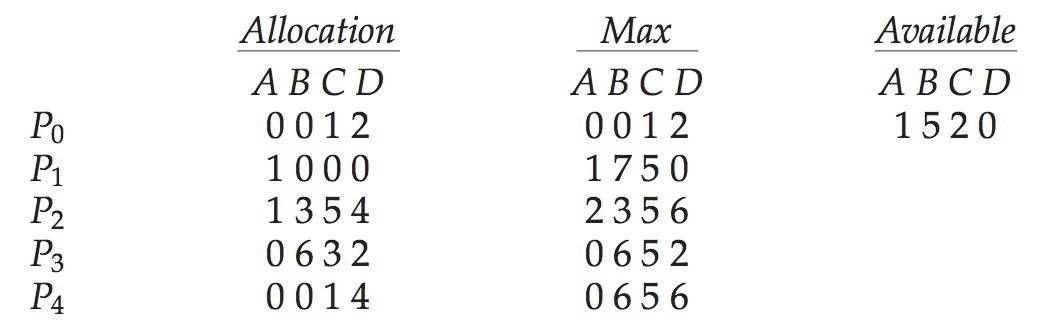 Allocation Max Available
A B C D A B C D A B C D
P0 0 0 1 2 0 0 1 2 1 5 2 0
P1 1 0 0 0 1 7 5 0
P2 1 3 5 4 2 3 5 6
P3 0 6 3 2 0 6 5 2
P4 0 0 1 4 0 6 5 6